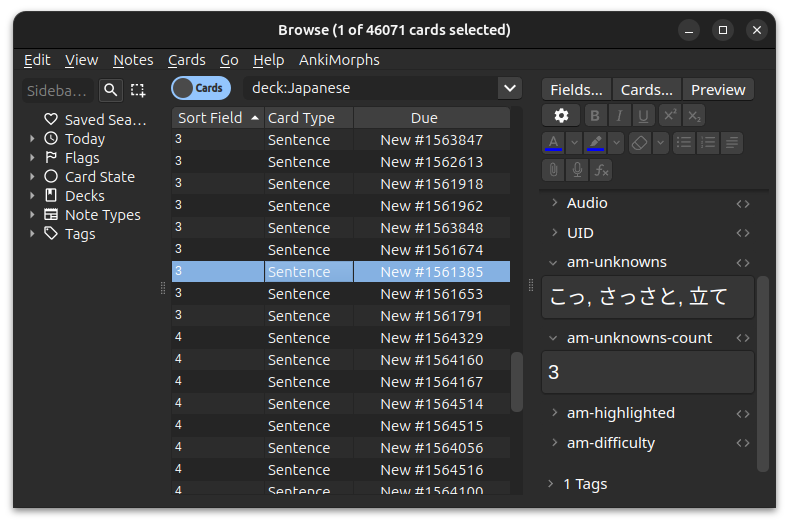 Browse (1 of 46071 cards selected)
Edit View Notes Cards Go Help AnkiMorphs
Sideba…
Cards
deck:Japanese
Saved Sea…
Today
Flags
Card State
Decks
Note Types
Tags
Sort Field Card Type Due
3 Sentence New #1563847
3 Sentence New #1562613
3 Sentence New #1561918
3 Sentence New #1561962
3 Sentence New #1563848
3 Sentence New #1561674
3 Sentence New #1561385
3 Sentence New #1561653
3 Sentence New #1561791
4 Sentence New #1564329
4 Sentence New #1564160
4 Sentence New #1564167
4 Sentence New #1564514
4 Sentence New #1564515
4 Sentence New #1564056
4 Sentence New #1564516
4 Sentence New #1564100
Fields… Cards… Preview
B I U x² x₂
A
fx
Audio
UID
am-unknowns
こっ, さっさと, 立て
am-unknowns-count
3
am-highlighted
am-difficulty
1 Tags